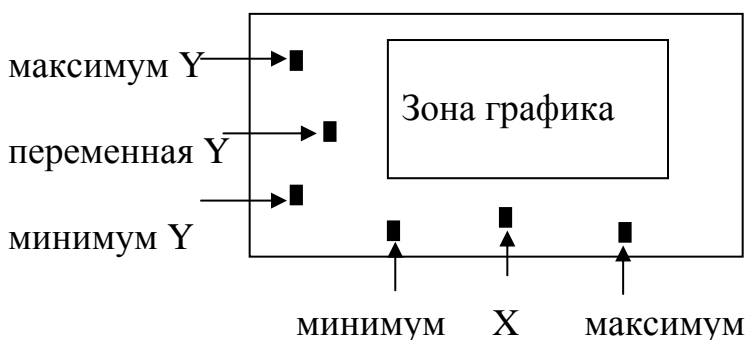 максимум Y
Зона графика
переменная Y
минимум Y
минимум X максимум